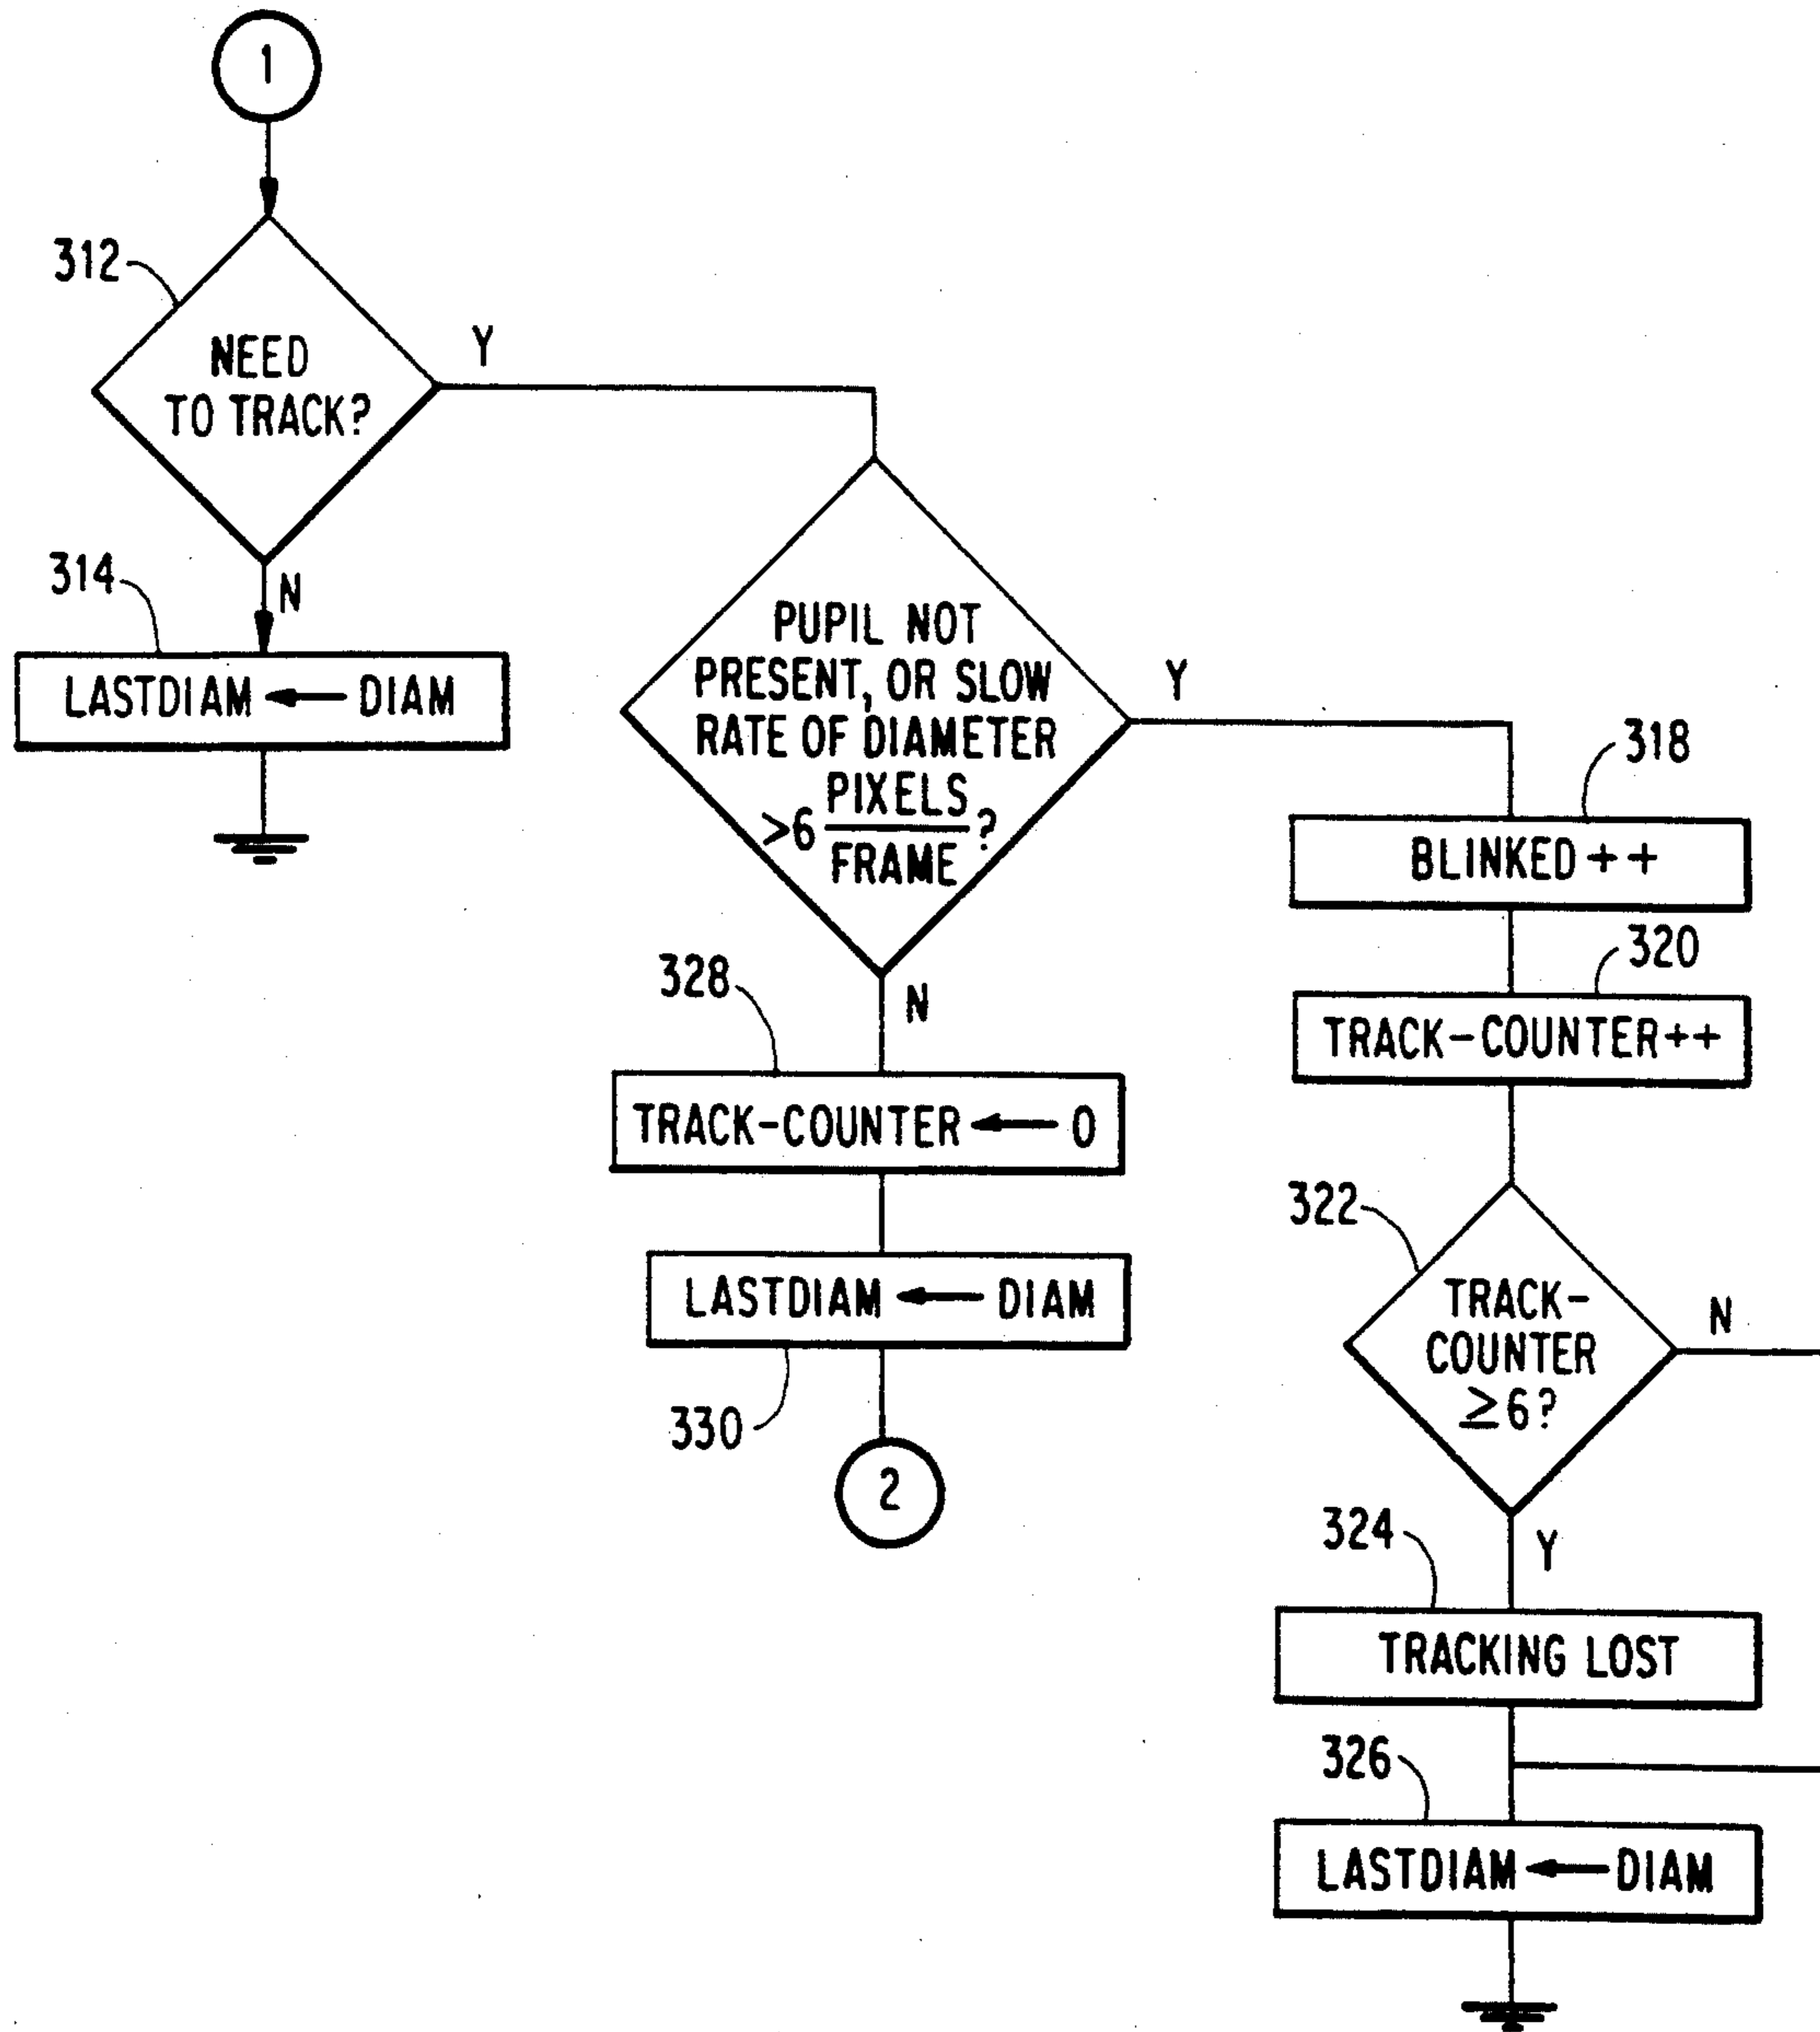 1
312
NEED
TO TRACK?
Y
N
314
LASTDIAM ← DIAM
PUPIL NOT
PRESENT, OR SLOW
RATE OF DIAMETER
>6 PIXELS/FRAME?
Y
N
318
BLINKED++
320
TRACK-COUNTER++
328
TRACK-COUNTER ← 0
330
LASTDIAM ← DIAM
2
322
TRACK-
COUNTER
≥6?
N
Y
324
TRACKING LOST
326
LASTDIAM ← DIAM